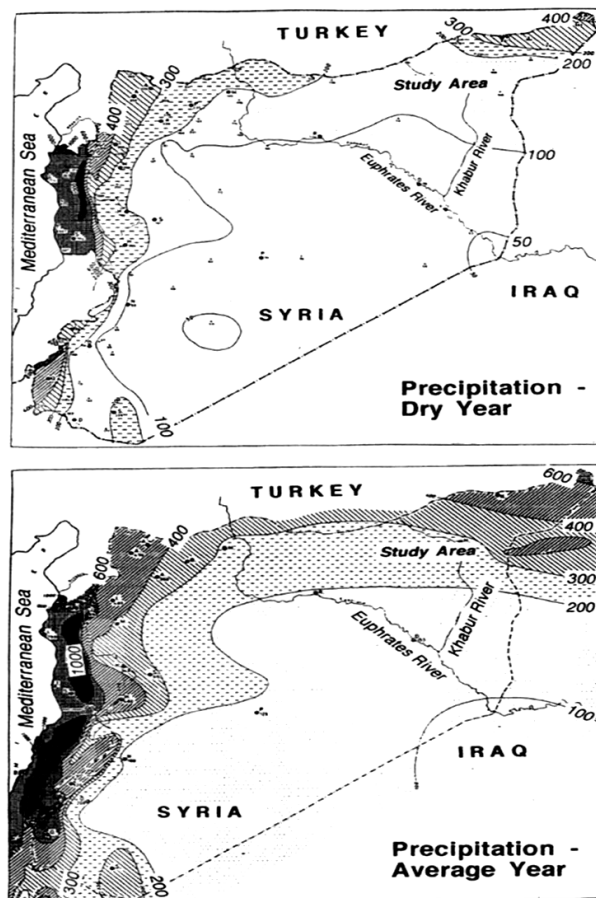 TURKEY
400
300
200
Study Area
300
400
Mediterranean Sea
Khabur River
100
Euphrates River
50
IRAQ
SYRIA
100
Precipitation -
Dry Year
TURKEY
600
400
Study Area
300
200
400
600
Mediterranean Sea
1000
Khabur River
Euphrates River
100
IRAQ
SYRIA
300
200
Precipitation -
Average Year